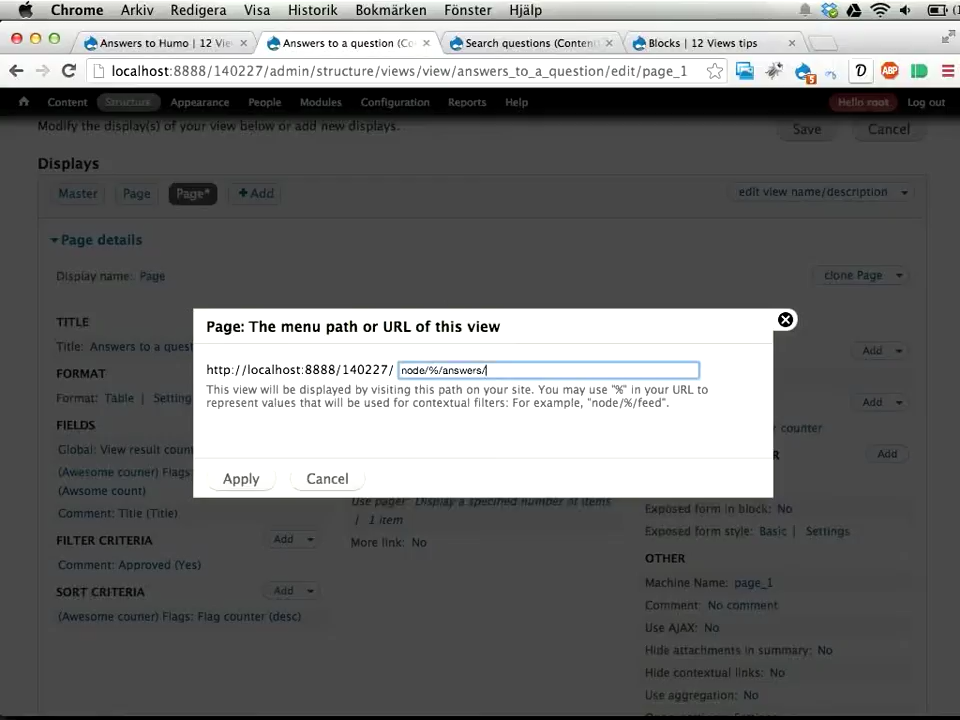 Chrome Arkiv Redigera Visa Historik Bokmärken Fönster Hjälp
Answers to Humo | 12 Vie Answers to a question (Co Search questions (Conten Blocks | 12 Views tips
localhost:8888/140227/admin/structure/views/view/answers_to_a_question/edit/page_1
5 D ABP
Content Structure Appearance People Modules Configuration Reports Help Hello root Log out
Modify the display(s) of your view below or add new displays. Save Cancel
Displays
Master Page Page* +Add edit view name/description
Page details
Display name: Page clone Page
TITLE
Title: Answers to a quest Add
FORMAT
Format: Table | Setting Add
FIELDS
counter
Global: View result count Add
(Awesome couner) Flags:
(Awsome count)
Comment: Title (Title)
FILTER CRITERIA Add
Comment: Approved (Yes)
SORT CRITERIA Add
(Awesome couner) Flags: Flag counter (desc)
Page: The menu path or URL of this view
http://localhost:8888/140227/ node/%/answers/
This view will be displayed by visiting this path on your site. You may use "%" in your URL to
represent values that will be used for contextual filters: For example, "node/%/feed".
Apply Cancel
Use pager: Display a specified number of items
| 1 item
More link: No
Exposed form in block: No
Exposed form style: Basic | Settings
OTHER
Machine Name: page_1
Comment: No comment
Use AJAX: No
Hide attachments in summary: No
Hide contextual links: No
Use aggregation: No